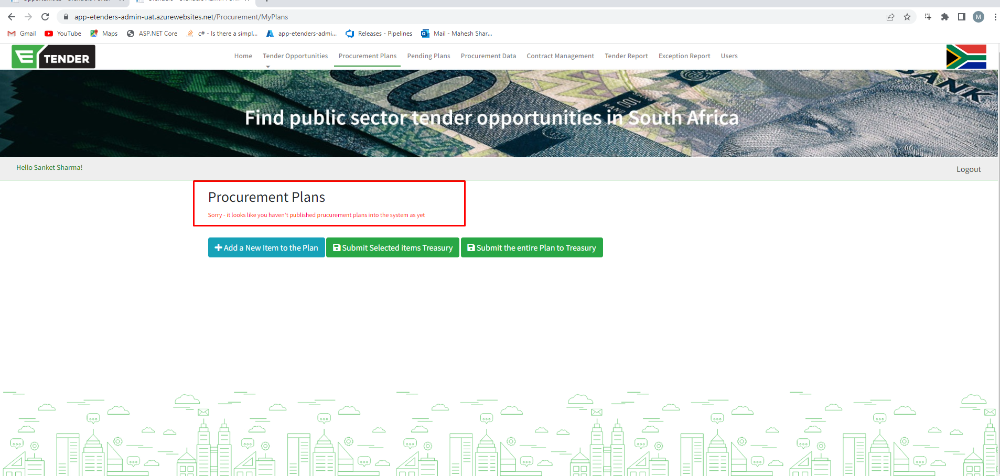 app-etenders-admin-uat.azurewebsites.net/Procurement/MyPlans
M
Gmail YouTube Maps ASP.NET Core c# - Is there a simpl... app-etenders-admi... Releases - Pipelines Mail - Mahesh Shar...
TENDER
Home Tender Opportunities Procurement Plans Pending Plans Procurement Data Contract Management Tender Report Exception Report Users
Find public sector tender opportunities in South Africa
Hello Sanket Sharma!
Logout
Procurement Plans
Sorry - it looks like you haven't published prucurement plans into the system as yet
Add a New Item to the Plan Submit Selected items Treasury Submit the entire Plan to Treasury